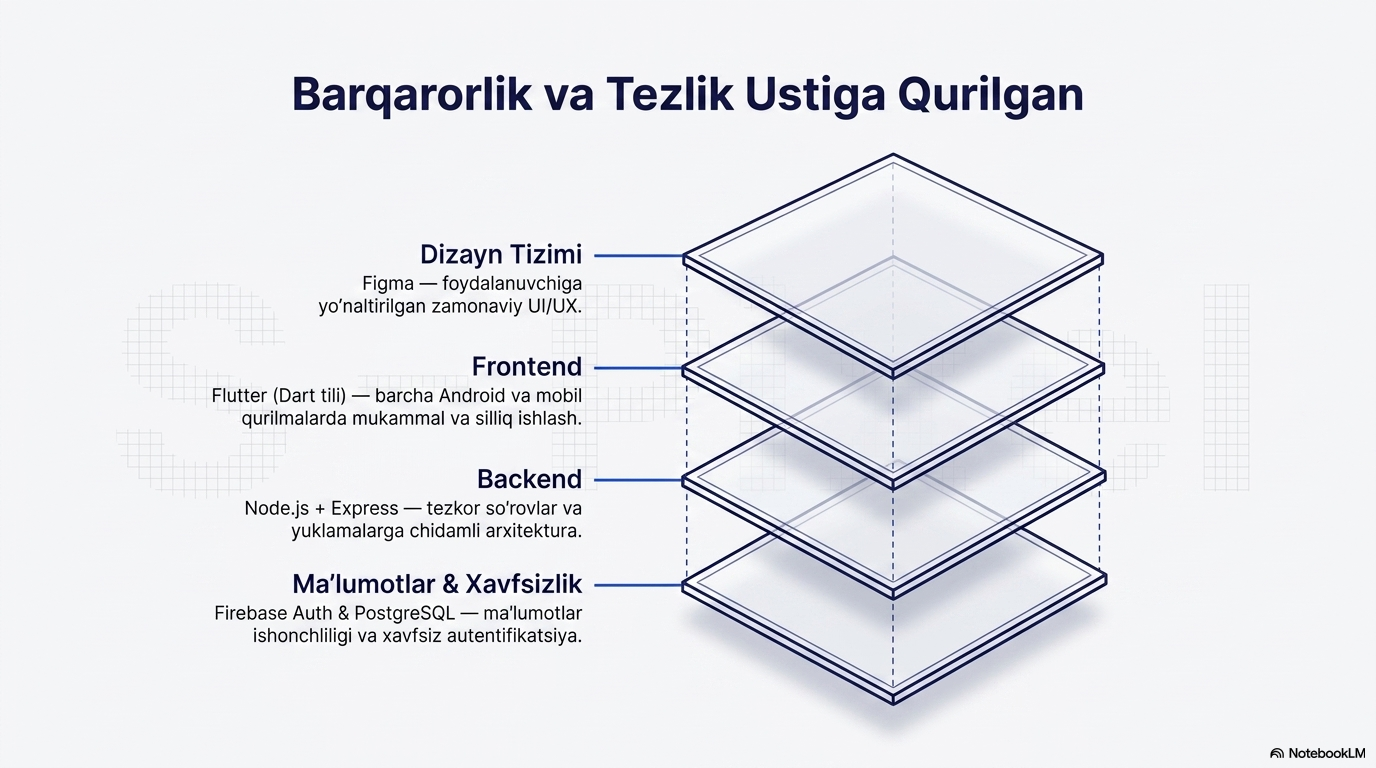 Barqarorlik va Tezlik Ustiga Qurilgan
Dizayn Tizimi
Figma — foydalanuvchiga
yo’naltirilgan zamonaviy UI/UX.
Frontend
Flutter (Dart tili) — barcha Android va mobil
qurilmalarda mukammal va silliq ishlash.
Backend
Node.js + Express — tezkor so’rovlar va
yuklamalarga chidamli arxitektura.
Ma’lumotlar & Xavfsizlik
Firebase Auth & PostgreSQL — ma’lumotlar
ishonchliligi va xavfsiz autentifikatsiya.
NotebookLM